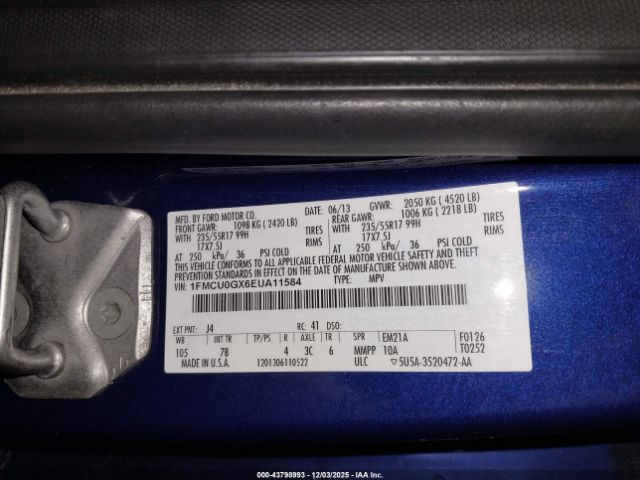 MFD. BY FORD MOTOR CO. DATE: 06/13 GVWR: 2050 KG ( 4520 LB)
FRONT GAWR: 1098 KG ( 2420 LB) REAR GAWR: 1006 KG ( 2218 LB)
WITH 235/55R17 99H TIRES WITH 235/55R17 99H TIRES
17X7.5J RIMS 17X7.5J RIMS
AT 250 kPa/ 36 PSI COLD AT 250 kPa/ 36 PSI COLD
THIS VEHICLE CONFORMS TO ALL APPLICABLE FEDERAL MOTOR VEHICLE SAFETY AND THEFT
PREVENTION STANDARDS IN EFFECT ON THE DATE OF MANUFACTURE SHOWN ABOVE.
VIN: 1FMCU0GX6EUA11584 TYPE: MPV
EXT PNT: J4 RC: 41 DSO:
WB INT TR TP/PS R AXLE TR SPR EM21A F0126
105 7B 4 3C 6 MMPP 10A T0252
MADE IN U.S.A. 1201306110522 ULC 5U5A-3520472-AA
000-43798993 - 12/03/2025 - IAA Inc.